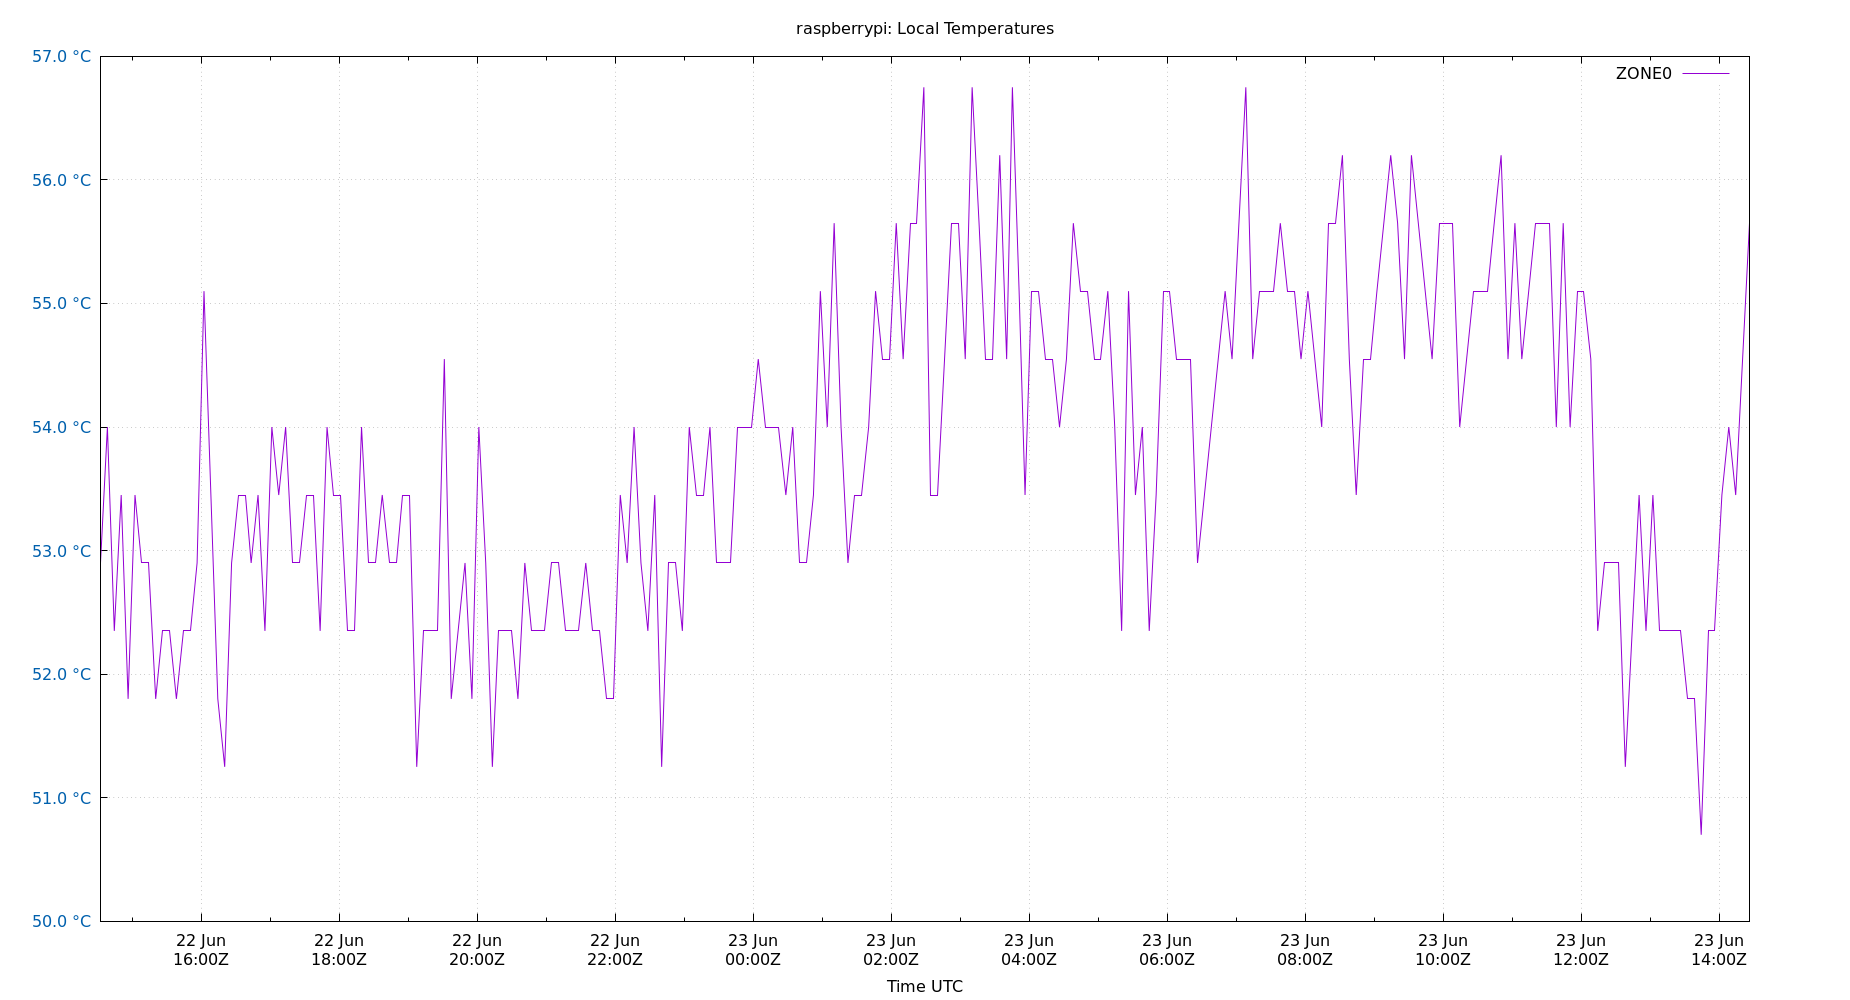 raspberrypi: Local Temperatures
57.0 °C
56.0 °C
55.0 °C
54.0 °C
53.0 °C
52.0 °C
51.0 °C
50.0 °C
ZONE0
22 Jun 22 Jun 22 Jun 22 Jun 23 Jun 23 Jun 23 Jun 23 Jun 23 Jun 23 Jun 23 Jun 23 Jun
16:00Z 18:00Z 20:00Z 22:00Z 00:00Z 02:00Z 04:00Z 06:00Z 08:00Z 10:00Z 12:00Z 14:00Z
Time UTC